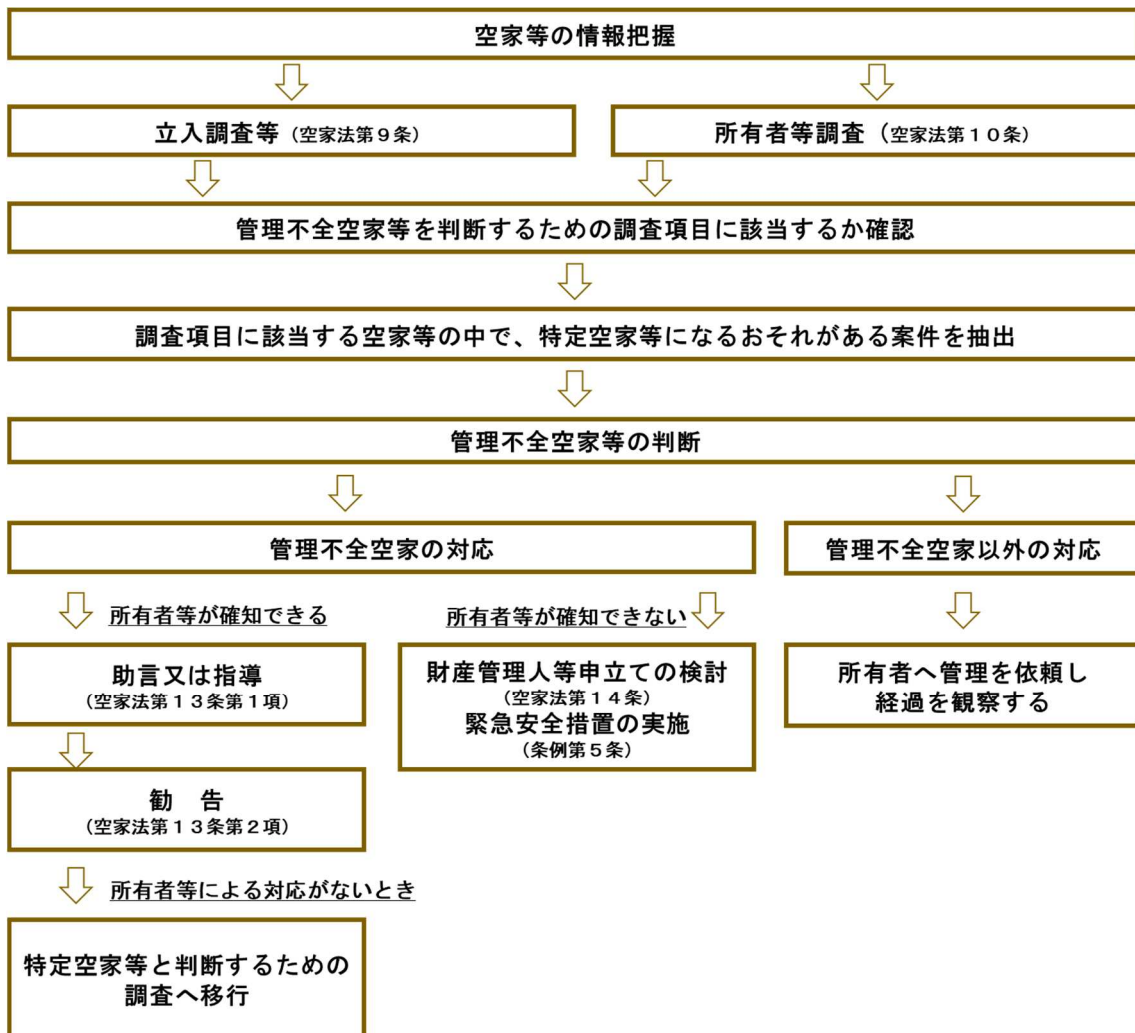 空家等の情報把握
立入調査等（空家法第９条）
所有者等調査（空家法第１０条）
管理不全空家等を判断するための調査項目に該当するか確認
調査項目に該当する空家等の中で、特定空家等になるおそれがある案件を抽出
管理不全空家等の判断
管理不全空家の対応
管理不全空家以外の対応
所有者等が確知できる
所有者等が確知できない
助言又は指導
（空家法第１３条第１項）
財産管理人等申立ての検討
（空家法第１４条）
緊急安全措置の実施
（条例第５条）
所有者へ管理を依頼し
経過を観察する
勧　告
（空家法第１３条第２項）
所有者等による対応がないとき
特定空家等と判断するための
調査へ移行